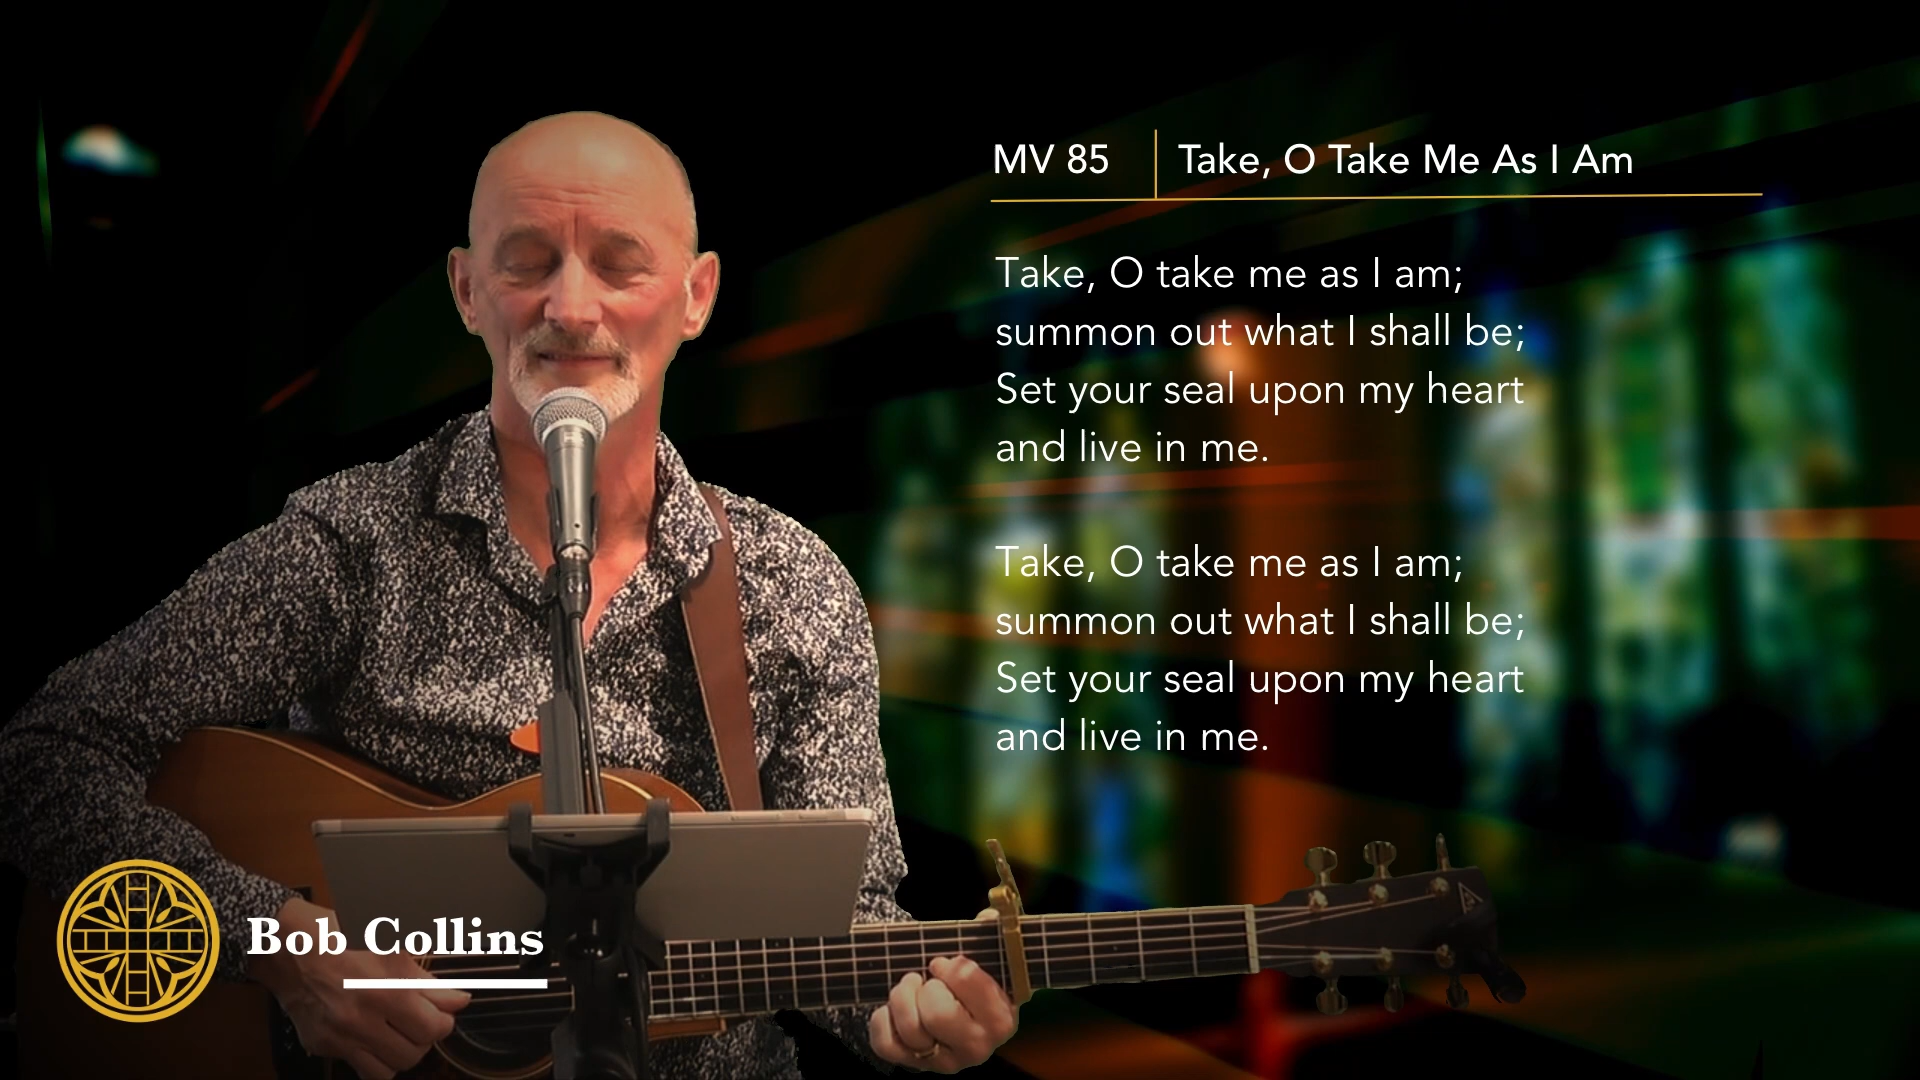 MV 85 Take, O Take Me As I Am
Take, O take me as I am;
summon out what I shall be;
Set your seal upon my heart
and live in me.
Take, O take me as I am;
summon out what I shall be;
Set your seal upon my heart
and live in me.
Bob Collins